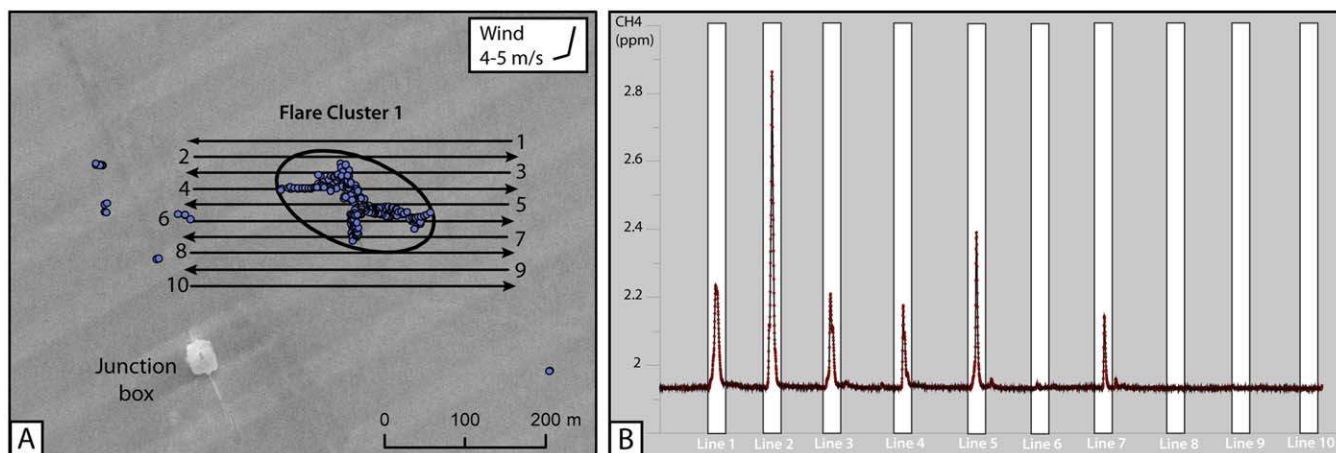 Wind
4-5 m/s
Flare Cluster 1
1
2
3
4
5
6
7
8
9
10
Junction
box
0 100 200 m
A
CH4
(ppm)
2.8
2.6
2.4
2.2
2
Line 1 Line 2 Line 3 Line 4 Line 5 Line 6 Line 7 Line 8 Line 9 Line 10
B